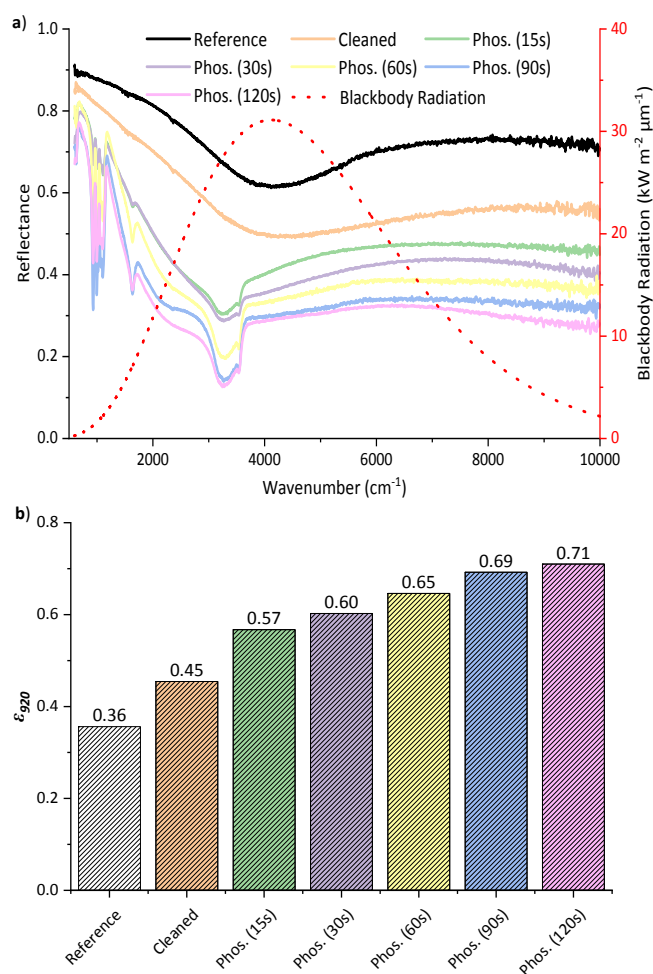 a)
Reference Cleaned Phos. (15s)
Phos. (30s) Phos. (60s) Phos. (90s)
Phos. (120s) Blackbody Radiation
1.0
0.8
0.6
0.4
0.2
0.0
Reflectance
40
35
30
25
20
15
10
5
0
Blackbody Radiation (kW m⁻² µm⁻¹)
2000 4000 6000 8000 10000
Wavenumber (cm⁻¹)
b)
0.8
0.6
0.4
0.2
0.0
ε₉₂₀
0.36
0.45
0.57
0.60
0.65
0.69
0.71
Reference
Cleaned
Phos. (15s)
Phos. (30s)
Phos. (60s)
Phos. (90s)
Phos. (120s)